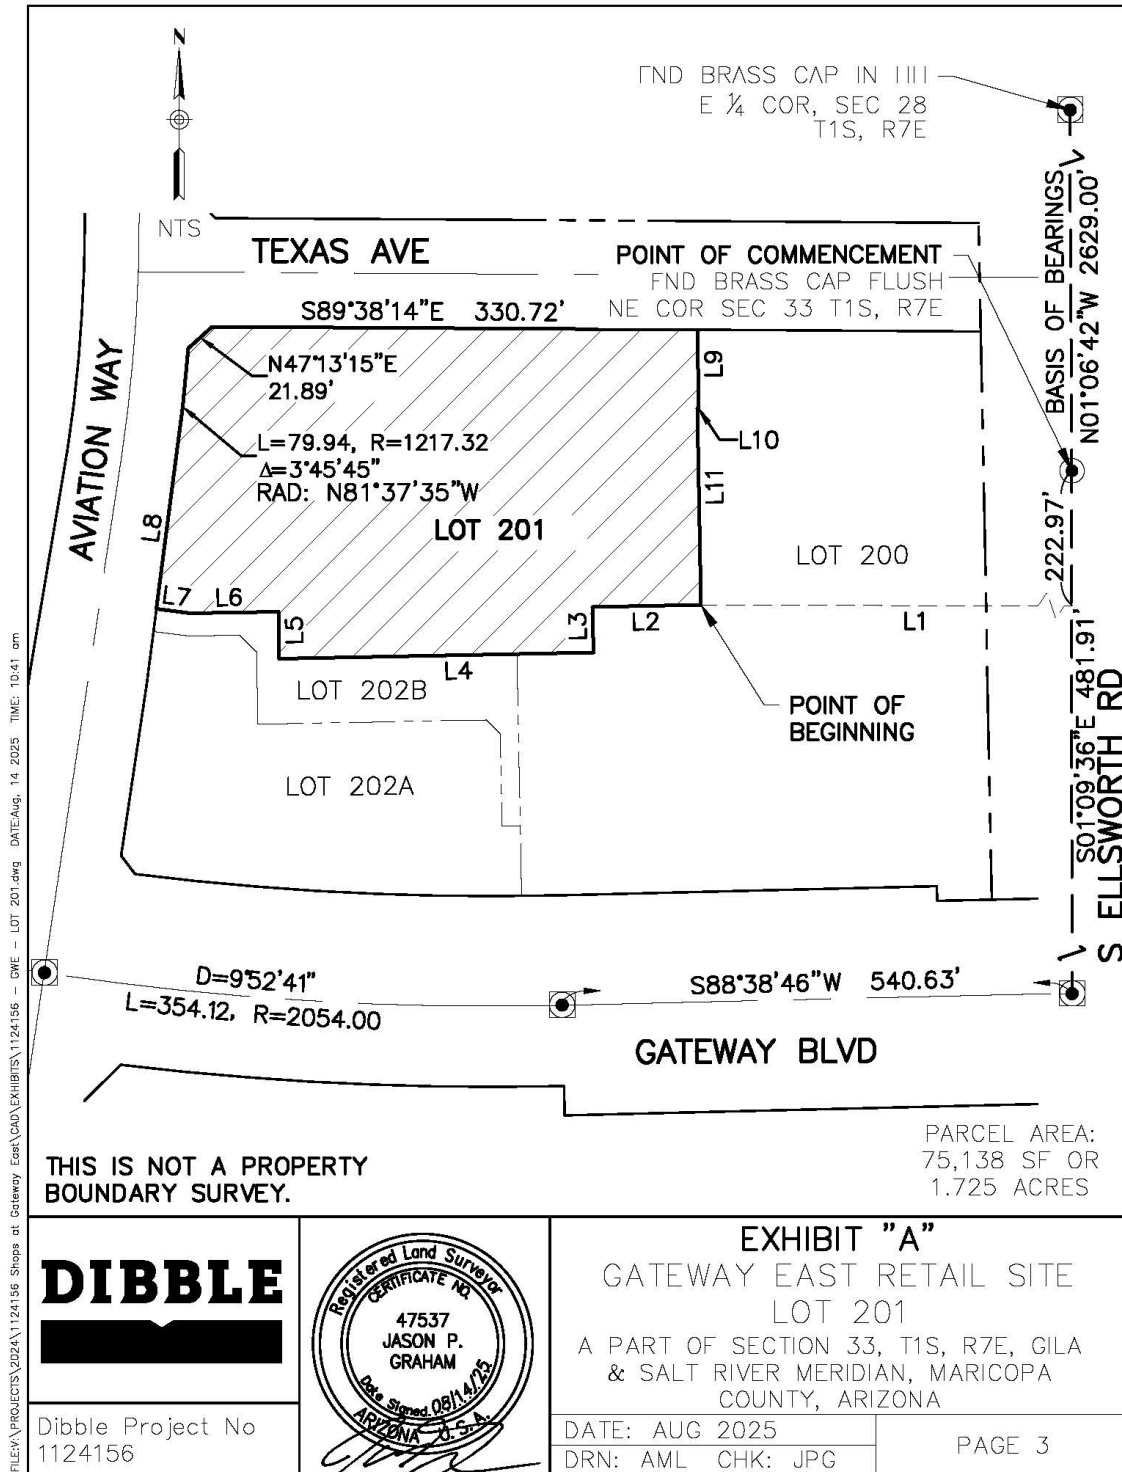 N
NTS
FND BRASS CAP IN HH
E ¼ COR, SEC 28
T1S, R7E
TEXAS AVE
POINT OF COMMENCEMENT
FND BRASS CAP FLUSH
NE COR SEC 33 T1S, R7E
BASIS OF BEARINGS
N01°06'42"W 2629.00'
S89°38'14"E 330.72'
N47°13'15"E
21.89'
L=79.94, R=1217.32
Δ=3°45'45"
RAD: N81°37'35"W
LOT 201
AVIATION WAY
L9
L10
L11
LOT 200
222.97'
L8
L7
L6
L5
L4
L3
L2
L1
LOT 202B
LOT 202A
POINT OF
BEGINNING
S01°09'36"E 481.91'
S ELLSWORTH RD
D=9°52'41"
L=354.12, R=2054.00
S88°38'46"W 540.63'
GATEWAY BLVD
THIS IS NOT A PROPERTY
BOUNDARY SURVEY.
PARCEL AREA:
75,138 SF OR
1.725 ACRES
FILE:V:\PROJECTS\2024\1124156 Shops at Gateway East\CAD\EXHIBITS\1124156 - GWE - LOT 201.dwg DATE:Aug, 14 2025 TIME: 10:41 am
DIBBLE
Dibble Project No
1124156
Registered Land Surveyor
CERTIFICATE NO.
47537
JASON P.
GRAHAM
Date Signed 08/14/25
ARIZONA U.S.A.
EXHIBIT "A"
GATEWAY EAST RETAIL SITE
LOT 201
A PART OF SECTION 33, T1S, R7E, GILA
& SALT RIVER MERIDIAN, MARICOPA
COUNTY, ARIZONA
DATE: AUG 2025
DRN: AML CHK: JPG
PAGE 3